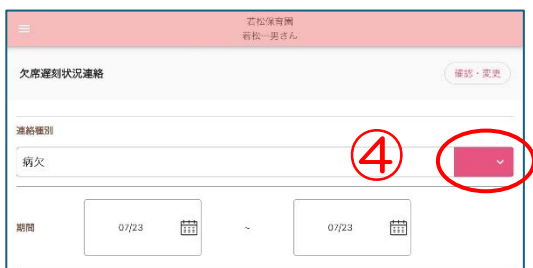 若松保育園
若松一男さん
欠席遅刻状況連絡
確認・変更
連絡種別
病欠
④
期間
07/23
~
07/23